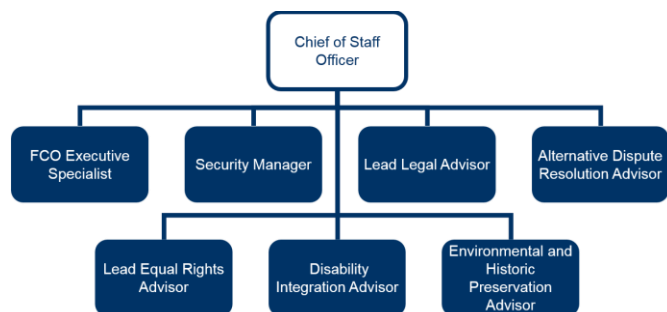 Chief of Staff
Officer
FCO Executive
Specialist
Security Manager
Lead Legal Advisor
Alternative Dispute
Resolution Advisor
Lead Equal Rights
Advisor
Disability
Integration Advisor
Environmental and
Historic
Preservation
Advisor